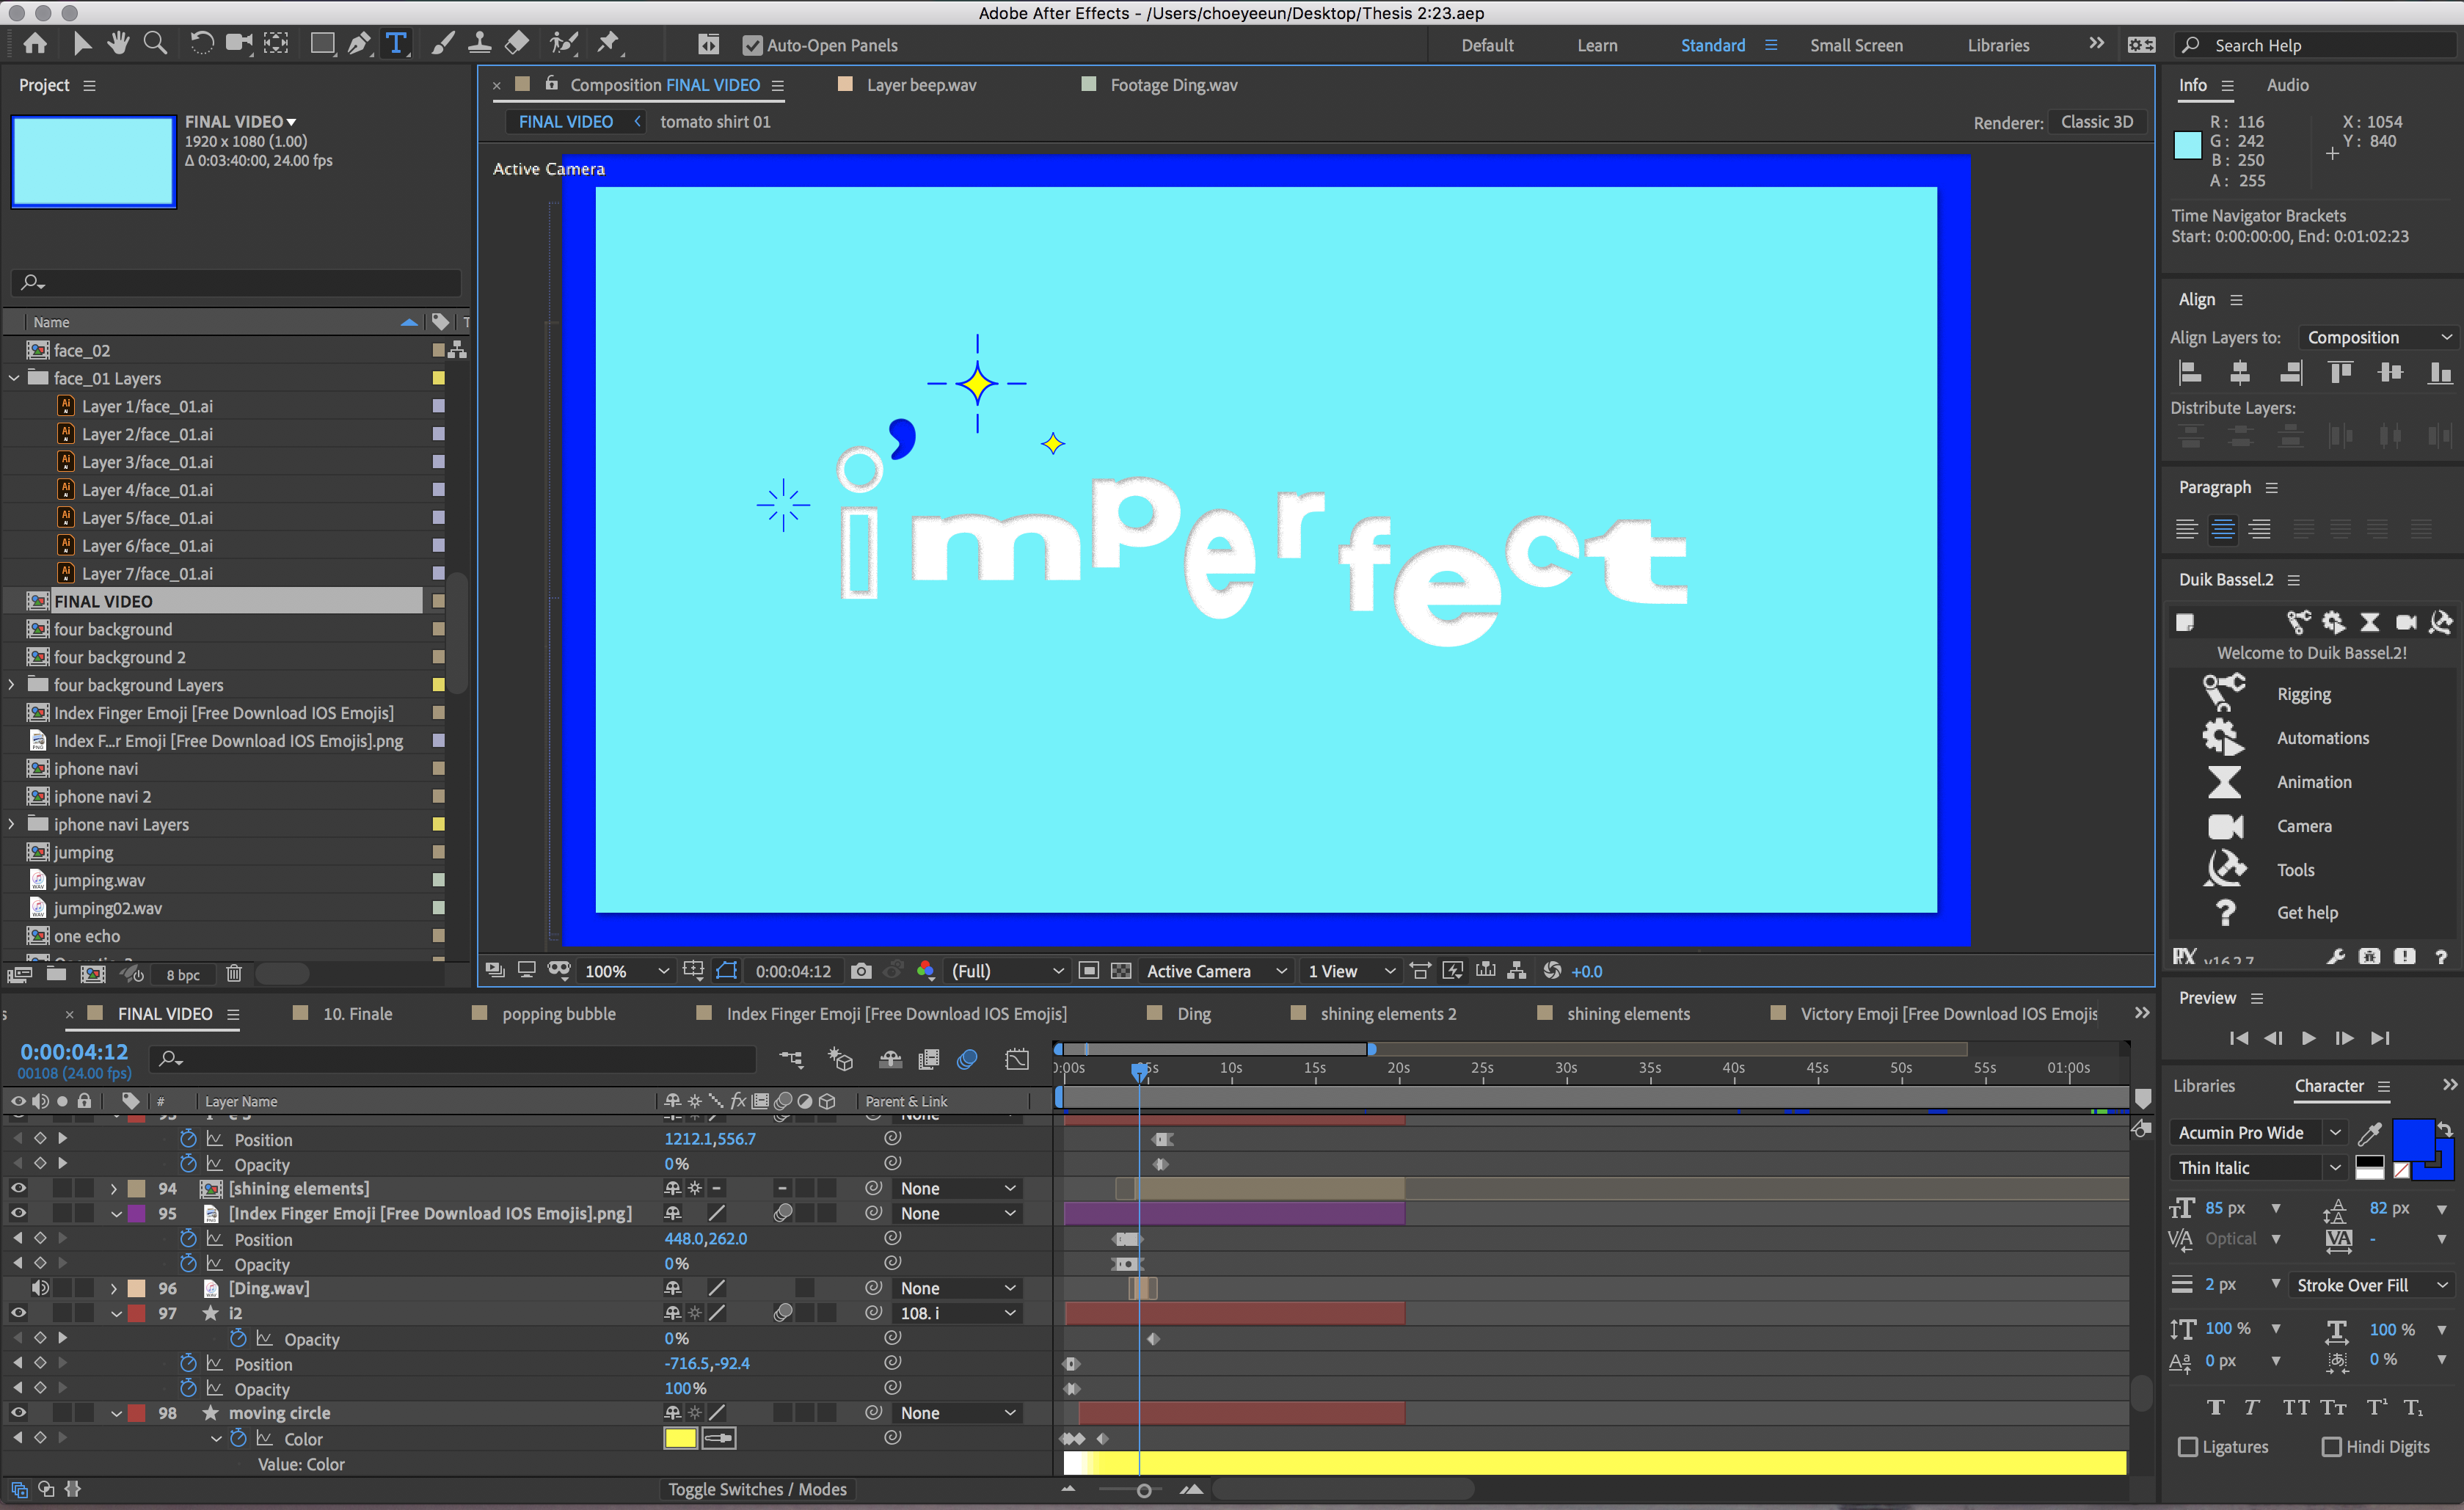 Adobe After Effects - /Users/choeyeeun/Desktop/Thesis 2:23.aep
Auto-Open Panels
Default
Learn
Standard
Small Screen
Libraries
Search Help
Project
FINAL VIDEO
1920 x 1080 (1.00)
Δ 0:03:40:00, 24.00 fps
Name
face_02
face_01 Layers
Layer 1/face_01.ai
Layer 2/face_01.ai
Layer 3/face_01.ai
Layer 4/face_01.ai
Layer 5/face_01.ai
Layer 6/face_01.ai
Layer 7/face_01.ai
FINAL VIDEO
four background
four background 2
four background Layers
Index Finger Emoji [Free Download IOS Emojis]
Index F...r Emoji [Free Download IOS Emojis].png
iphone navi
iphone navi 2
iphone navi Layers
jumping
jumping.wav
jumping02.wav
one echo
8 bpc
Composition FINAL VIDEO
Layer beep.wav
Footage Ding.wav
FINAL VIDEO
tomato shirt 01
Renderer: Classic 3D
Active Camera
i'mperfect
100%
0:00:04:12
(Full)
Active Camera
1 View
+0.0
Info
Audio
R: 116
G: 242
B: 250
A: 255
X: 1054
Y: 840
Time Navigator Brackets
Start: 0:00:00:00, End: 0:01:02:23
Align
Align Layers to: Composition
Distribute Layers:
Paragraph
Duik Bassel.2
Welcome to Duik Bassel.2!
Rigging
Automations
Animation
Camera
Tools
Get help
v16.2.7
Preview
Libraries
Character
Acumin Pro Wide
Thin Italic
85 px
82 px
Optical
-
2 px
Stroke Over Fill
100 %
100 %
0 px
0 %
Ligatures
Hindi Digits
FINAL VIDEO
10. Finale
popping bubble
Index Finger Emoji [Free Download IOS Emojis]
Ding
shining elements 2
shining elements
Victory Emoji [Free Download IOS Emojis
0:00:04:12
00108 (24.00 fps)
10s
15s
20s
25s
30s
35s
40s
45s
50s
55s
01:00s
# Layer Name
Parent & Link
Position 1212.1,556.7
Opacity 0%
94 [shining elements] None
95 [Index Finger Emoji [Free Download IOS Emojis].png] None
Position 448.0,262.0
Opacity 0%
96 [Ding.wav] None
97 i2 108. i
Opacity 0%
Position -716.5,-92.4
Opacity 100%
98 moving circle None
Color
Value: Color
Toggle Switches / Modes